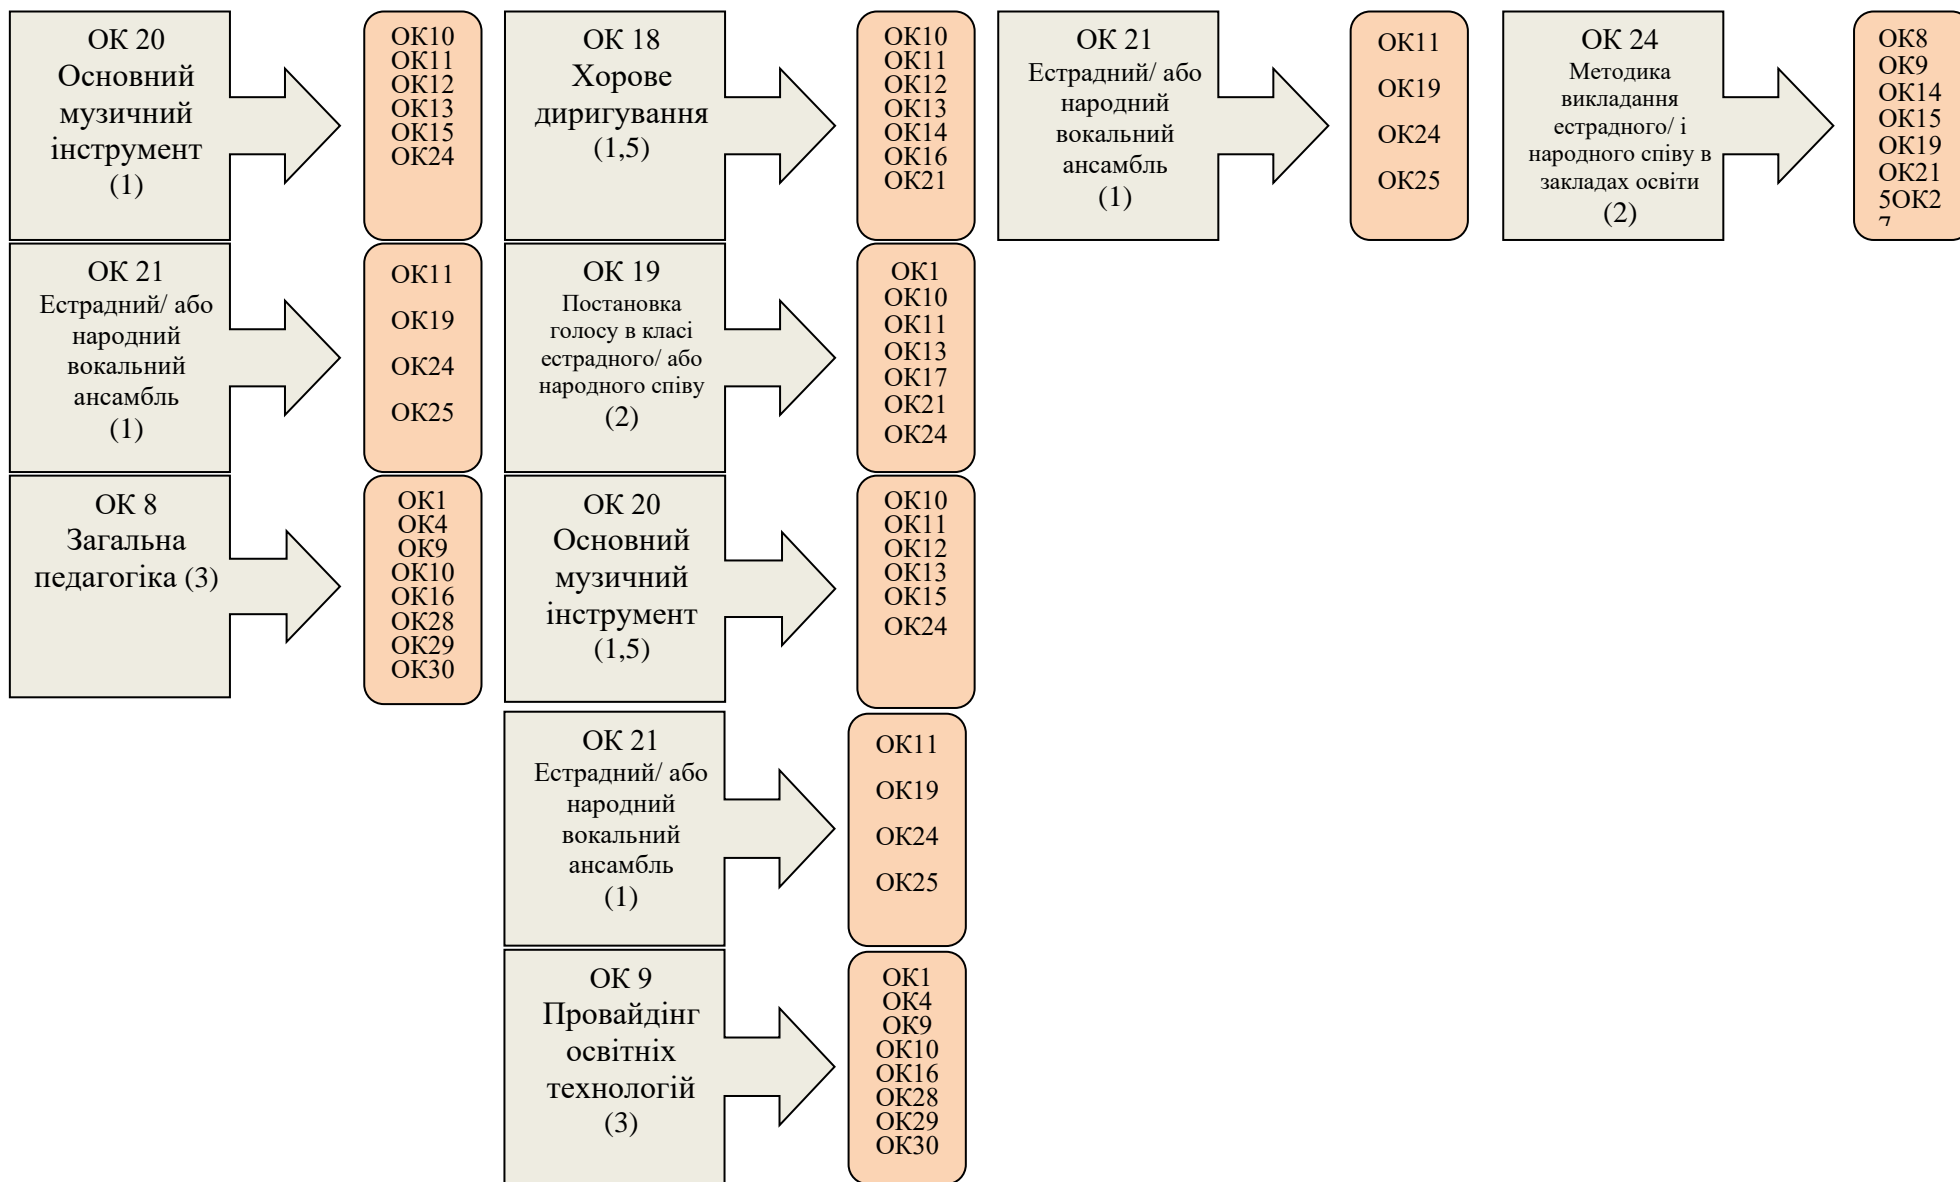 ОК 20
Основний
музичний
інструмент
(1)
ОК10
ОК11
ОК12
ОК13
ОК15
ОК24
ОК 18
Хорове
диригування
(1,5)
ОК10
ОК11
ОК12
ОК13
ОК14
ОК16
ОК21
ОК 21
Естрадний/ або
народний
вокальний
ансамбль
(1)
ОК11
ОК19
ОК24
ОК25
ОК 24
Методика
викладання
естрадного/ і
народного співу в
закладах освіти
(2)
ОК8
ОК9
ОК14
ОК15
ОК19
ОК21
5ОК2
7
ОК 21
Естрадний/ або
народний
вокальний
ансамбль
(1)
ОК11
ОК19
ОК24
ОК25
ОК 19
Постановка
голосу в класі
естрадного/ або
народного співу
(2)
ОК1
ОК10
ОК11
ОК13
ОК17
ОК21
ОК24
ОК 8
Загальна
педагогіка (3)
ОК1
ОК4
ОК9
ОК10
ОК16
ОК28
ОК29
ОК30
ОК 20
Основний
музичний
інструмент
(1,5)
ОК10
ОК11
ОК12
ОК13
ОК15
ОК24
ОК 21
Естрадний/ або
народний
вокальний
ансамбль
(1)
ОК11
ОК19
ОК24
ОК25
ОК 9
Провайдінг
освітніх
технологій
(3)
ОК1
ОК4
ОК9
ОК10
ОК16
ОК28
ОК29
ОК30